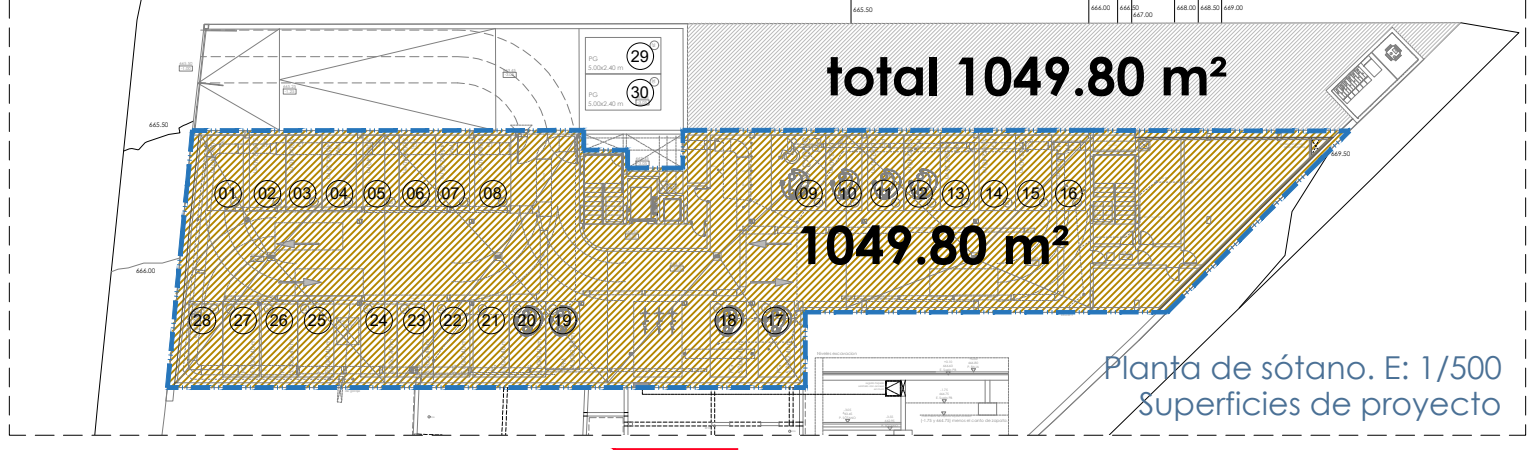 665.50
666.00 666.50 667.00 668.00 668.50 669.00
PG 29
5.00x2.40 m
PG 30
5.00x2.40 m
total 1049.80 m²
665.50
669.50
01 02 03 04 05 06 07 08 09 10 11 12 13 14 15 16
1049.80 m²
666.00
28 27 26 25 24 23 22 21 20 19 18 17
Planta de sótano. E: 1/500
Superficies de proyecto